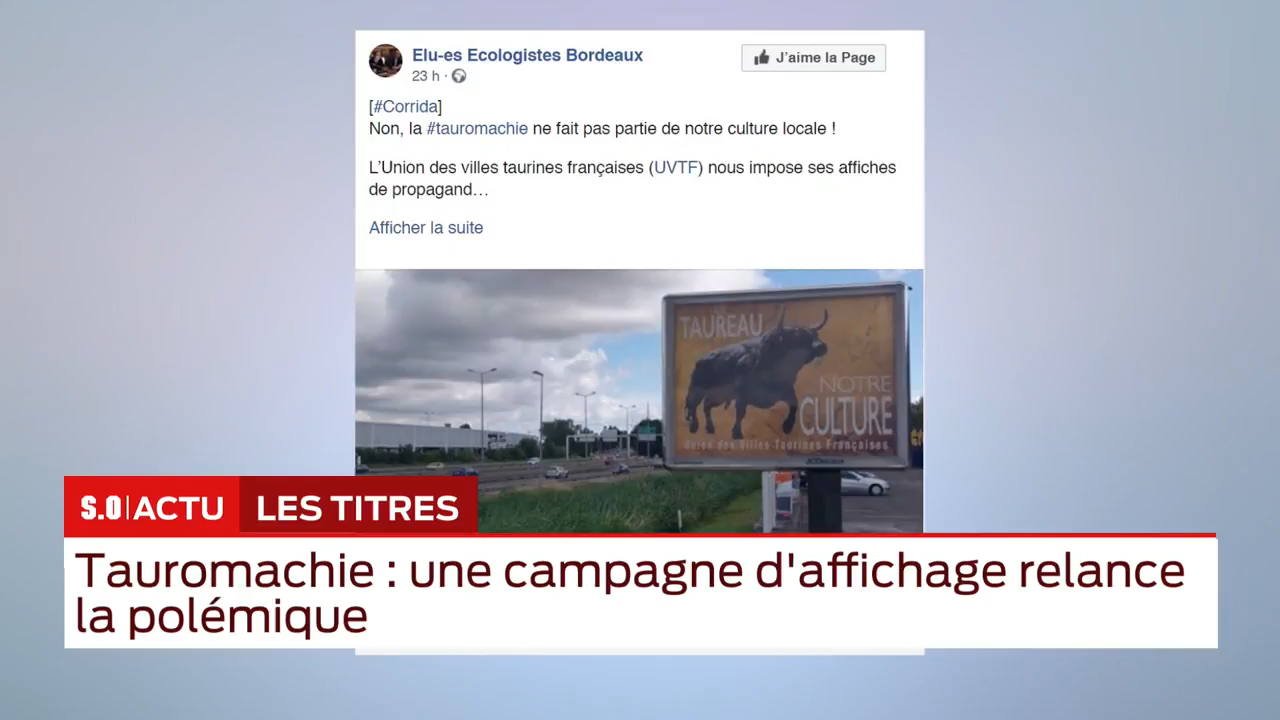 Elu-es Ecologistes Bordeaux
J'aime la Page
23 h ·
[#Corrida]
Non, la #tauromachie ne fait pas partie de notre culture locale !
L'Union des villes taurines françaises (UVTF) nous impose ses affiches
de propagand…
Afficher la suite
TAUREAU
NOTRE
CULTURE
Union des Villes Taurines Françaises
JCDecaux
S.O|ACTU LES TITRES
Tauromachie : une campagne d'affichage relance
la polémique